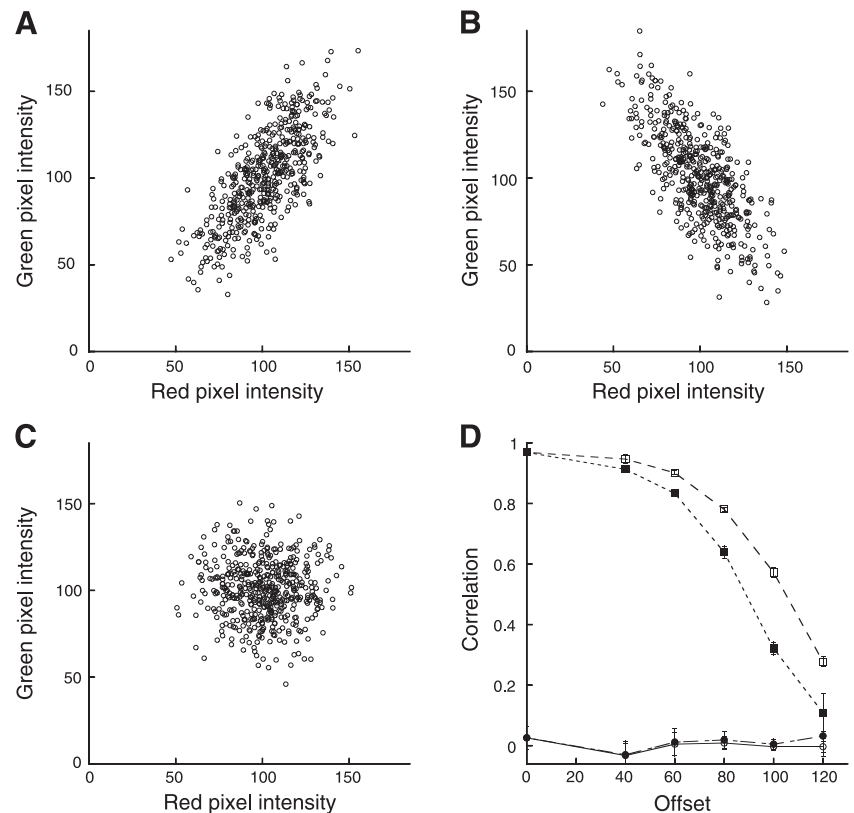 A
Green pixel intensity
150
100
50
0
0 50 100 150
Red pixel intensity
B
Green pixel intensity
150
100
50
0
0 50 100 150
Red pixel intensity
C
Green pixel intensity
150
100
50
0
0 50 100 150
Red pixel intensity
D
Correlation
1
0.8
0.6
0.4
0.2
0
0 20 40 60 80 100 120
Offset